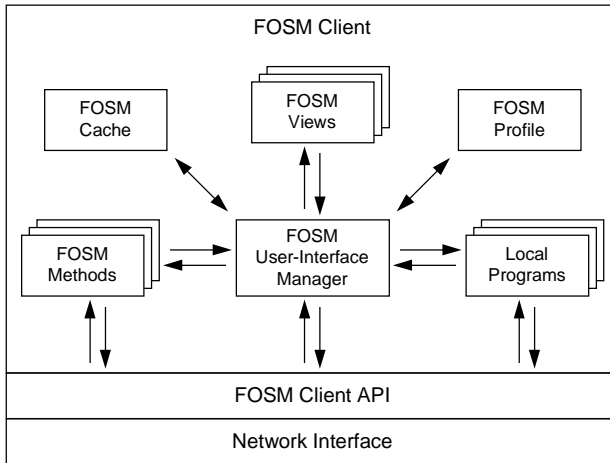 FOSM Client
FOSM
Cache
FOSM
Views
FOSM
Profile
FOSM
Methods
FOSM
User-Interface
Manager
Local
Programs
FOSM Client API
Network Interface